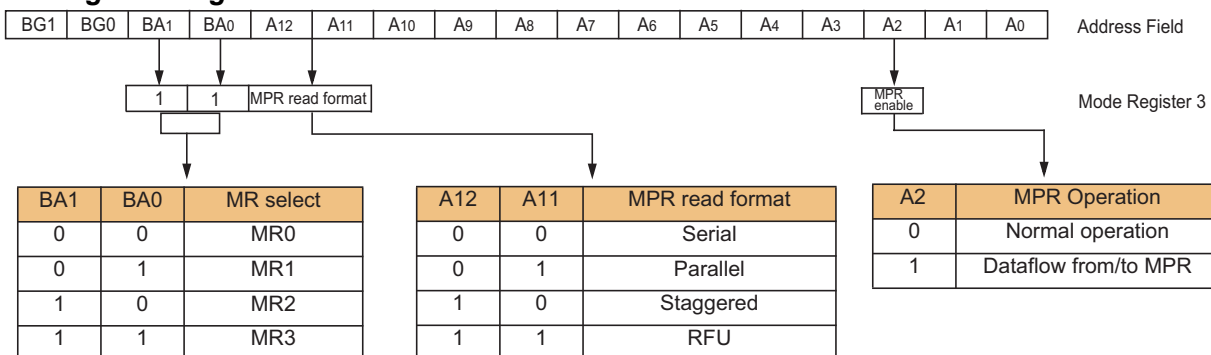 BG1 BG0 BA1 BA0 A12 A11 A10 A9 A8 A7 A6 A5 A4 A3 A2 A1 A0 Address Field
1 1 MPR read format MPR enable Mode Register 3
BA1 BA0 MR select
0 0 MR0
0 1 MR1
1 0 MR2
1 1 MR3
A12 A11 MPR read format
0 0 Serial
0 1 Parallel
1 0 Staggered
1 1 RFU
A2 MPR Operation
0 Normal operation
1 Dataflow from/to MPR